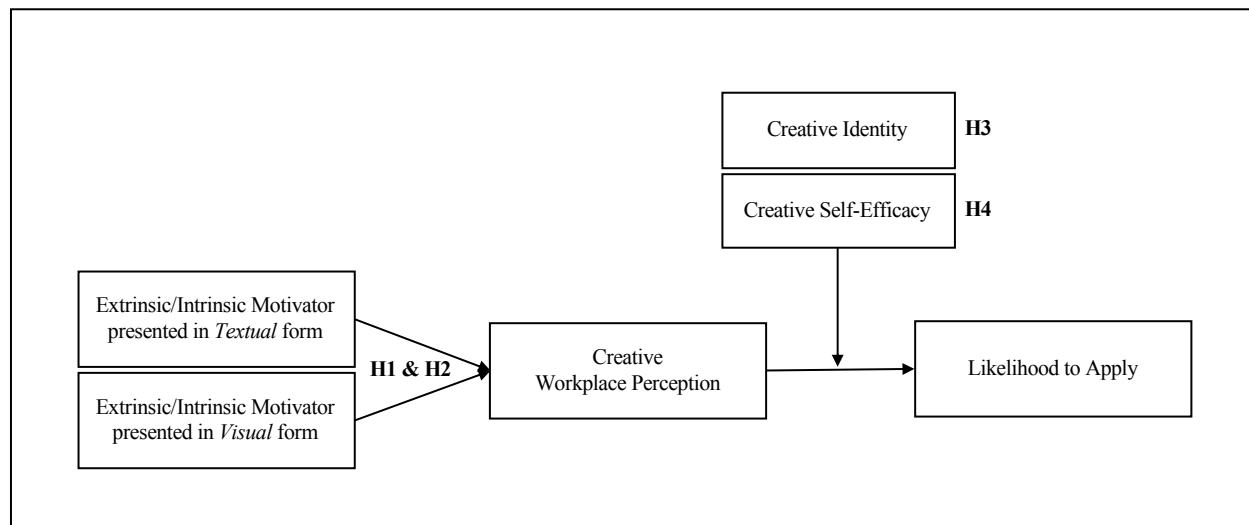 Creative Identity
H3
Creative Self-Efficacy
H4
Extrinsic/Intrinsic Motivator
presented in Textual form
H1 & H2
Extrinsic/Intrinsic Motivator
presented in Visual form
Creative
Workplace Perception
Likelihood to Apply